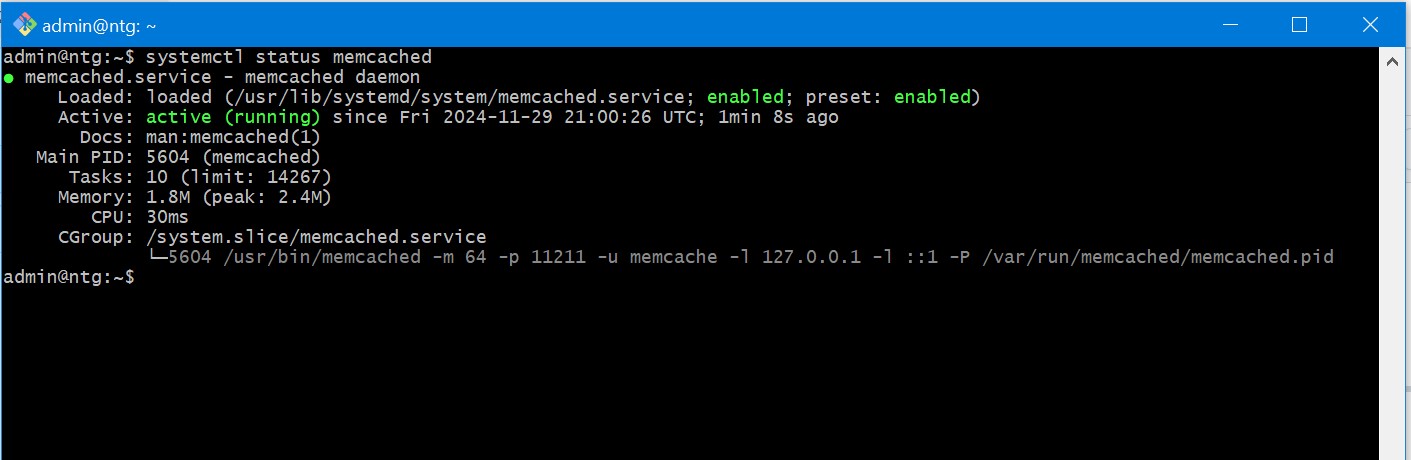 admin@ntg: ~
admin@ntg:~$ systemctl status memcached
● memcached.service - memcached daemon
     Loaded: loaded (/usr/lib/systemd/system/memcached.service; enabled; preset: enabled)
     Active: active (running) since Fri 2024-11-29 21:00:26 UTC; 1min 8s ago
       Docs: man:memcached(1)
   Main PID: 5604 (memcached)
      Tasks: 10 (limit: 14267)
     Memory: 1.8M (peak: 2.4M)
        CPU: 30ms
     CGroup: /system.slice/memcached.service
             └─5604 /usr/bin/memcached -m 64 -p 11211 -u memcache -l 127.0.0.1 -l ::1 -P /var/run/memcached/memcached.pid
admin@ntg:~$